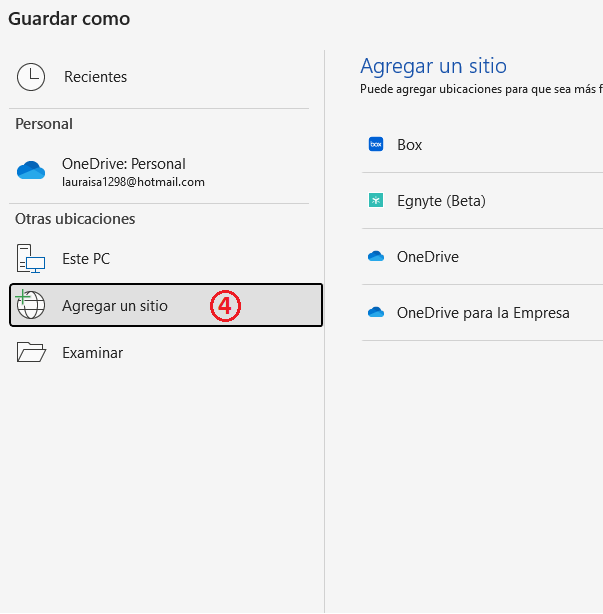 Guardar como
Recientes
Personal
OneDrive: Personal
lauraisa1298@hotmail.com
Otras ubicaciones
Este PC
Agregar un sitio
4
Examinar
Agregar un sitio
Puede agregar ubicaciones para que sea más f
box
Box
Egnyte (Beta)
OneDrive
OneDrive para la Empresa